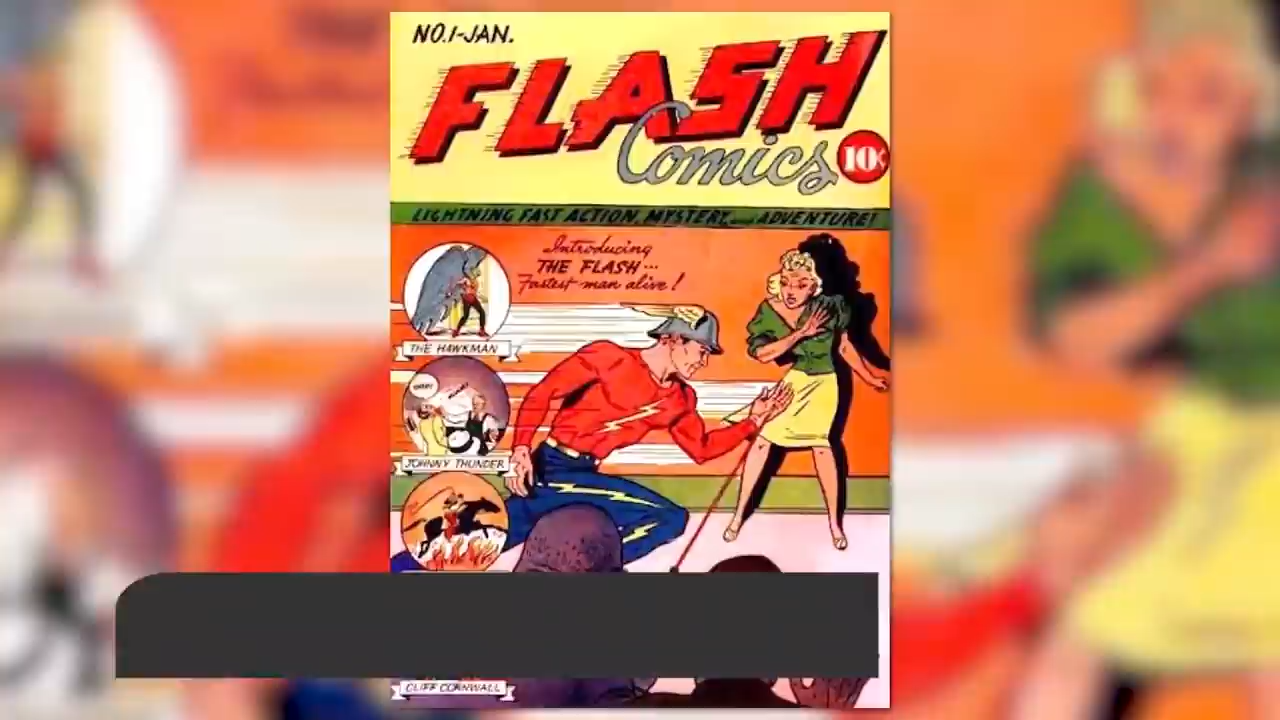 NO.1-JAN.
FLASH
Comics
10¢
LIGHTNING FAST ACTION, MYSTERY and ADVENTURE!
Introducing
THE FLASH...
Fastest man alive!
THE HAWKMAN
JOHNNY THUNDER
CLIFF CORNWALL